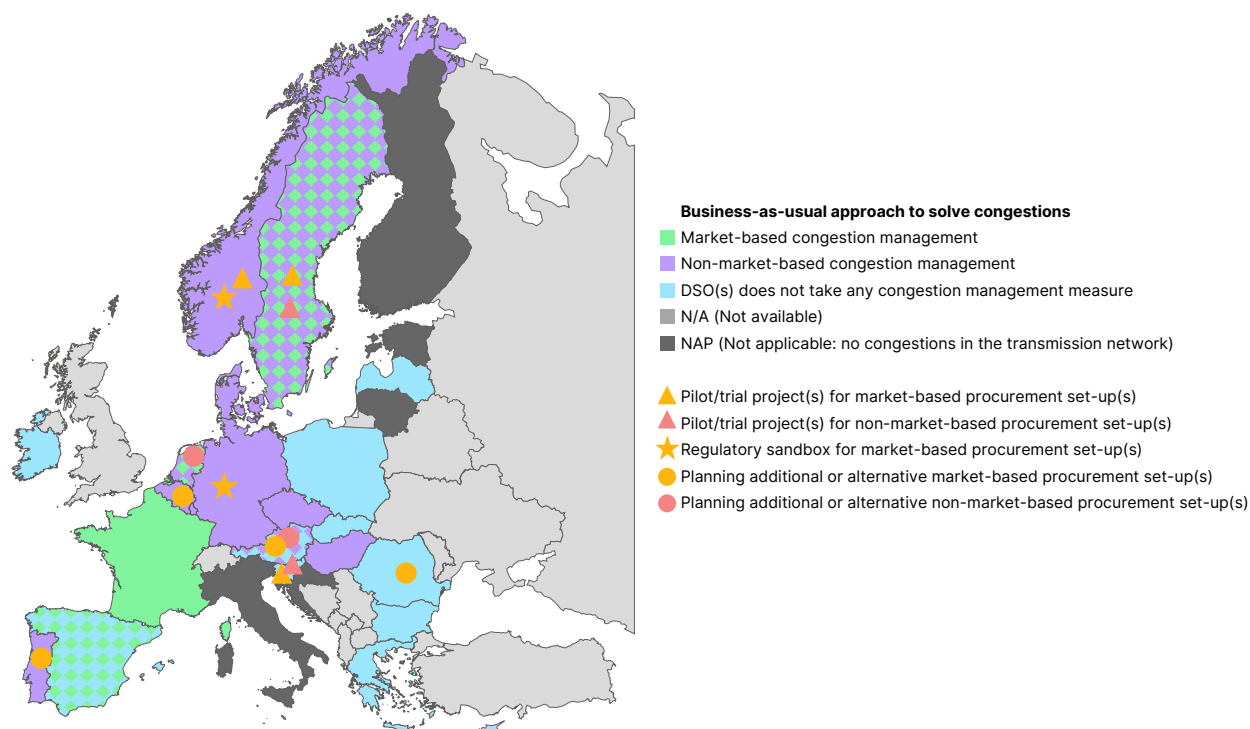 Business-as-usual approach to solve congestions
Market-based congestion management
Non-market-based congestion management
DSO(s) does not take any congestion management measure
N/A (Not available)
NAP (Not applicable: no congestions in the transmission network)
Pilot/trial project(s) for market-based procurement set-up(s)
Pilot/trial project(s) for non-market-based procurement set-up(s)
Regulatory sandbox for market-based procurement set-up(s)
Planning additional or alternative market-based procurement set-up(s)
Planning additional or alternative non-market-based procurement set-up(s)